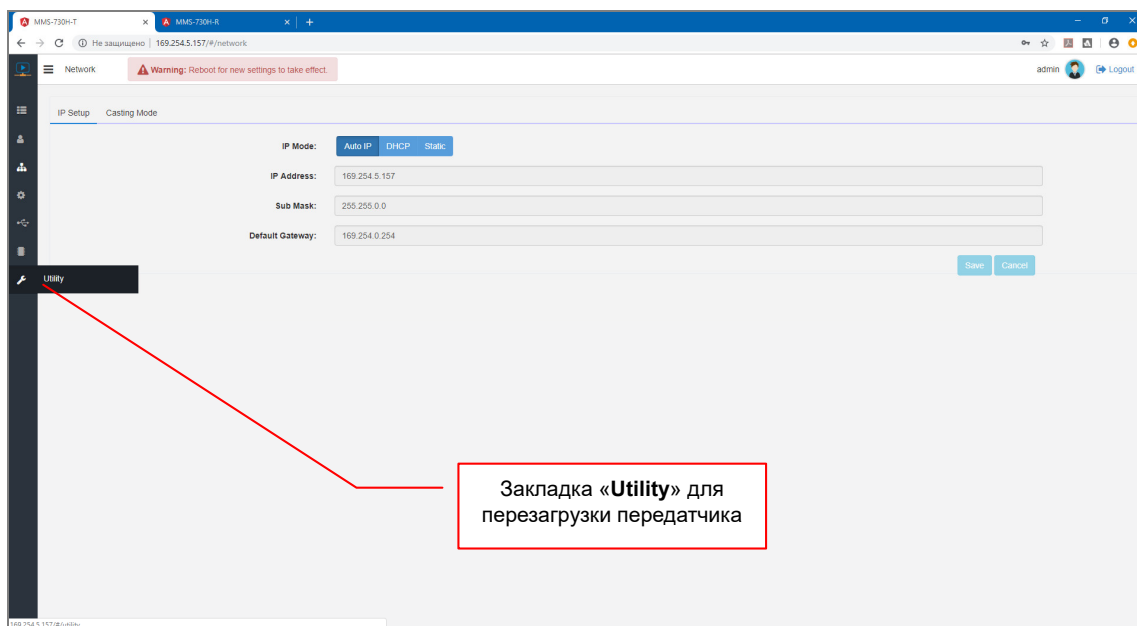 MMS-730H-T
MMS-730H-R
Не защищено | 169.254.5.157/#/network
Network
Warning: Reboot for new settings to take effect.
admin
Logout
IP Setup Casting Mode
IP Mode: Auto IP DHCP Static
IP Address: 169.254.5.157
Sub Mask: 255.255.0.0
Default Gateway: 169.254.0.254
Save Cancel
Utility
Закладка «Utility» для
перезагрузки передатчика
169.254.5.157/#/utility